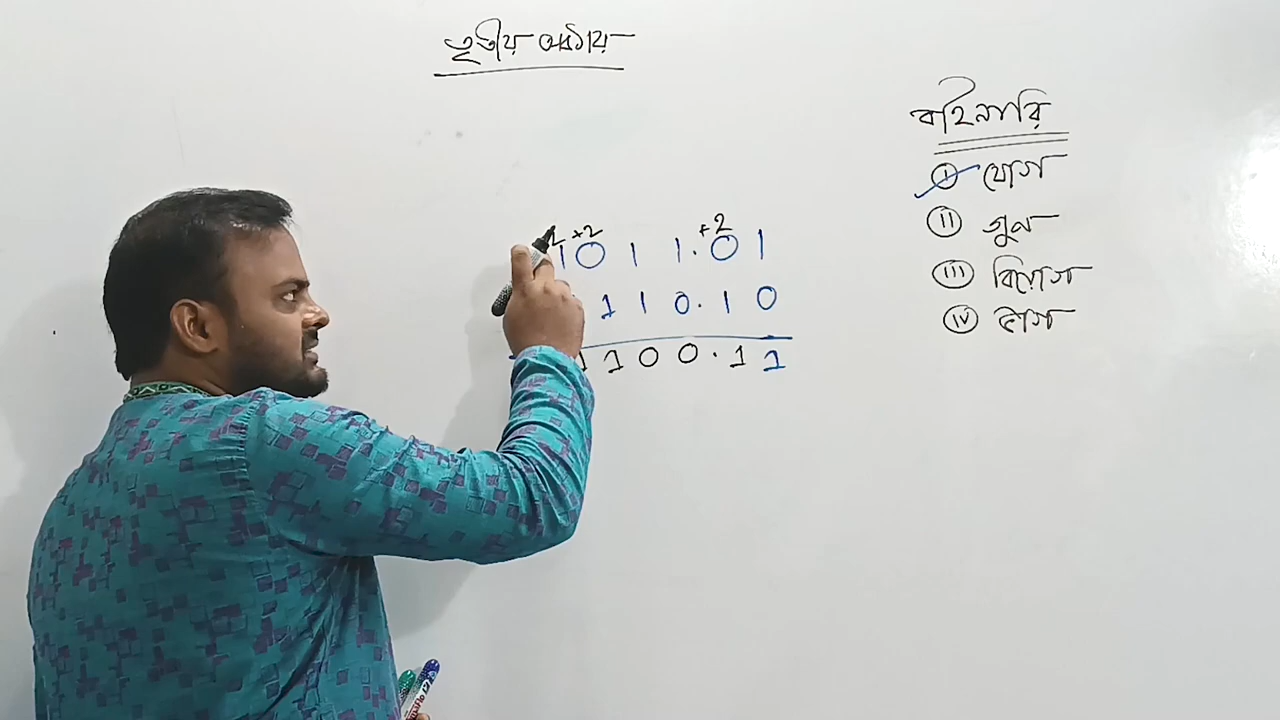 তৃতীয় অধ্যায়
বাইনারি
i যোগ
ii গুন
iii বিয়োগ
iv ভাগ
2 +2 +2
1 0 1 1 . 0 1
1 1 0 . 1 0
1 1 0 0 . 1 1